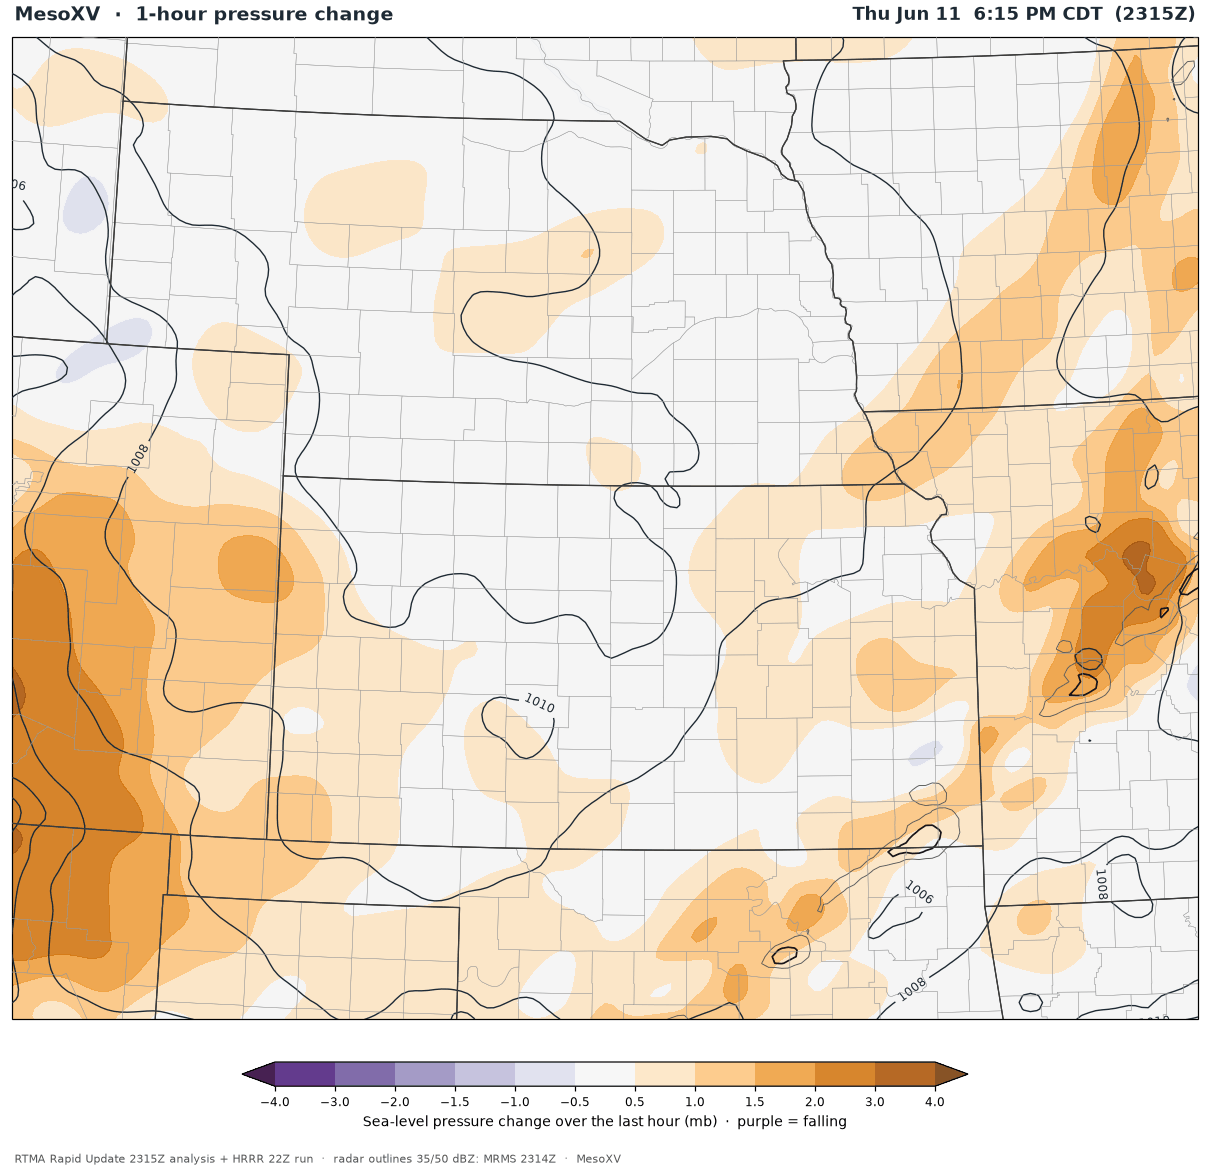 MesoXV · 1-hour pressure change
Thu Jun 11 6:15 PM CDT (2315Z)
06
1008
1010
1006
1008
1008
−4.0 −3.0 −2.0 −1.5 −1.0 −0.5 0.5 1.0 1.5 2.0 3.0 4.0
Sea-level pressure change over the last hour (mb) · purple = falling
RTMA Rapid Update 2315Z analysis + HRRR 22Z run · radar outlines 35/50 dBZ: MRMS 2314Z · MesoXV